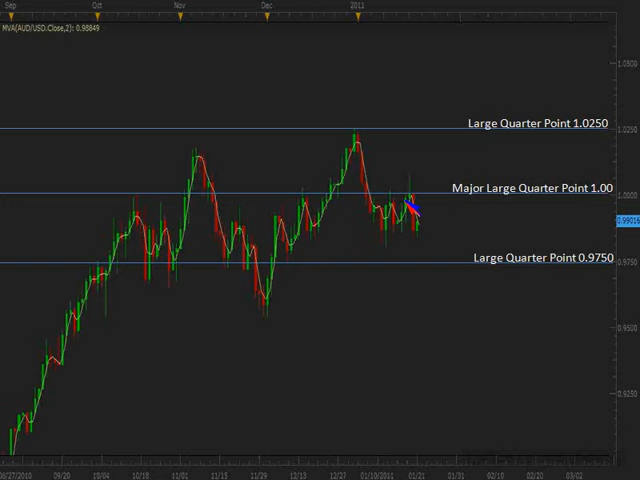 Sep Oct Nov Dec 2011
MVA(AUD/USD.Close,2): 0.98849
1.0500
Large Quarter Point 1.0250
1.0250
Major Large Quarter Point 1.00
1.0000
0.99016
Large Quarter Point 0.9750
0.9750
0.9500
0.9250
08/27/2010 09/20 10/04 10/18 11/01 11/15 11/29 12/13 12/27 01/10/2011 01/21 01/31 02/10 02/20 03/02